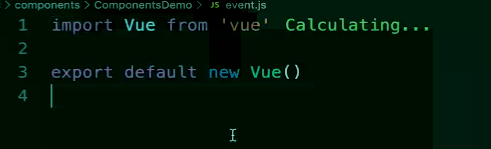 components > ComponentsDemo > JS event.js
1 import Vue from 'vue' Calculating...
2
3 export default new Vue()
4